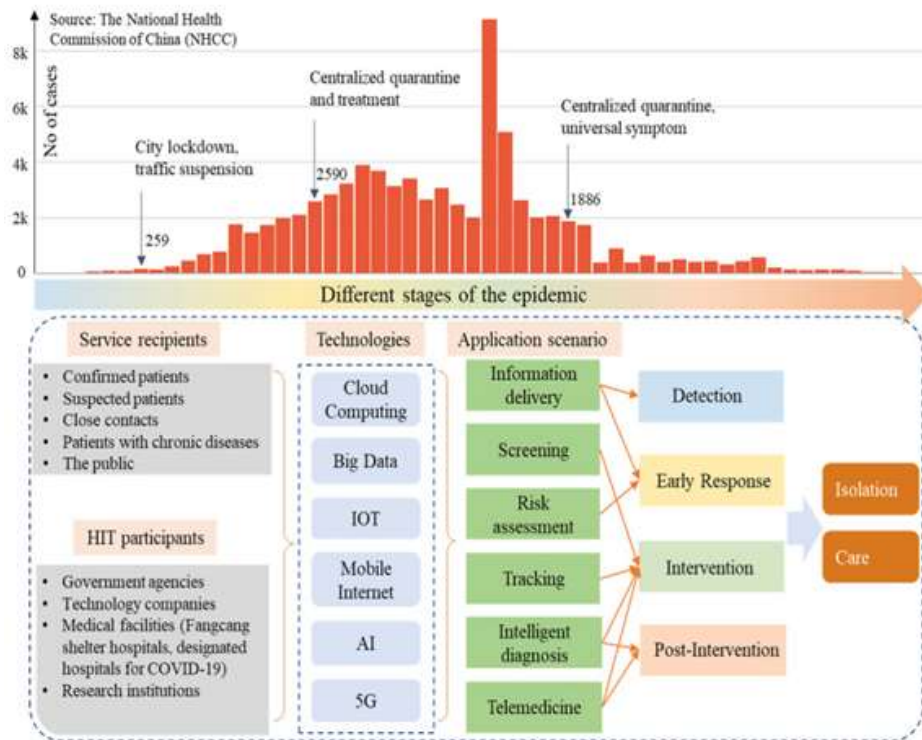 Source: The National Health
Commission of China (NHCC)
No of cases
8k
6k
4k
2k
0
City lockdown,
traffic suspension
259
Centralized quarantine
and treatment
2590
Centralized quarantine,
universal symptom
1886
Different stages of the epidemic
Service recipients
• Confirmed patients
• Suspected patients
• Close contacts
• Patients with chronic diseases
• The public
HIT participants
• Government agencies
• Technology companies
• Medical facilities (Fangcang
shelter hospitals, designated
hospitals for COVID-19)
• Research institutions
Technologies
Cloud
Computing
Big Data
IOT
Mobile
Internet
AI
5G
Application scenario
Information
delivery
Screening
Risk
assessment
Tracking
Intelligent
diagnosis
Telemedicine
Detection
Early Response
Intervention
Post-Intervention
Isolation
Care